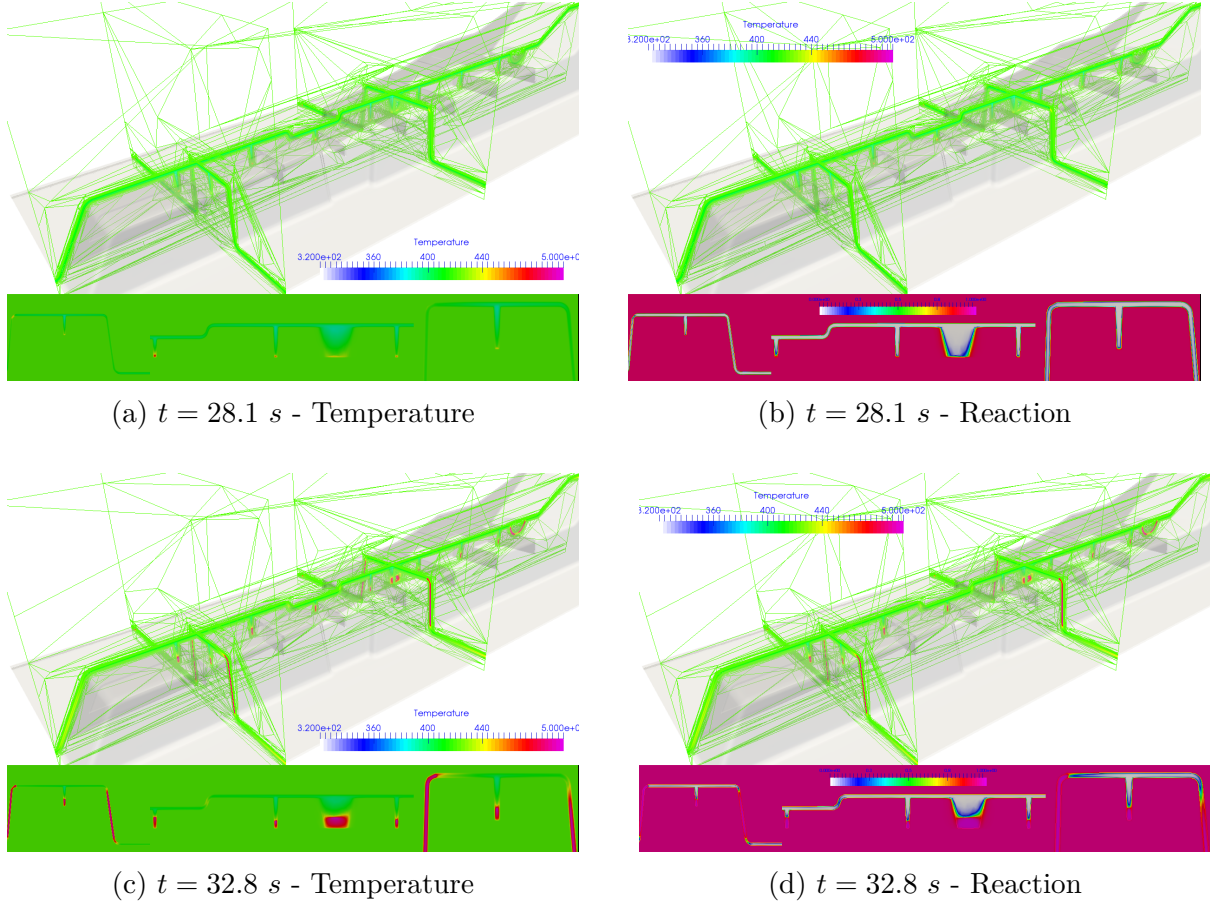 Temperature
3.200e+02 360 400 440 5.000e+02
Temperature
3.200e+02 360 400 440 5.000e+0
(a) t = 28.1 s - Temperature
(b) t = 28.1 s - Reaction
Temperature
3.200e+02 360 400 440 5.000e+02
Temperature
3.200e+02 360 400 440 5.000e+0
(c) t = 32.8 s - Temperature
(d) t = 32.8 s - Reaction